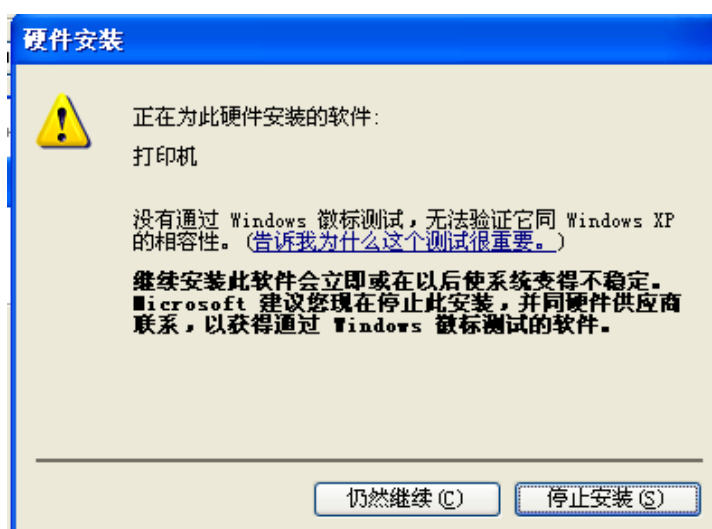 硬件安装
正在为此硬件安装的软件:
打印机
没有通过 Windows 徽标测试，无法验证它同 Windows XP
的相容性。(告诉我为什么这个测试很重要。)
继续安装此软件会立即或在以后使系统变得不稳定。
Microsoft 建议您现在停止此安装，并同硬件供应商
联系，以获得通过 Windows 徽标测试的软件。
仍然继续(C)
停止安装(S)